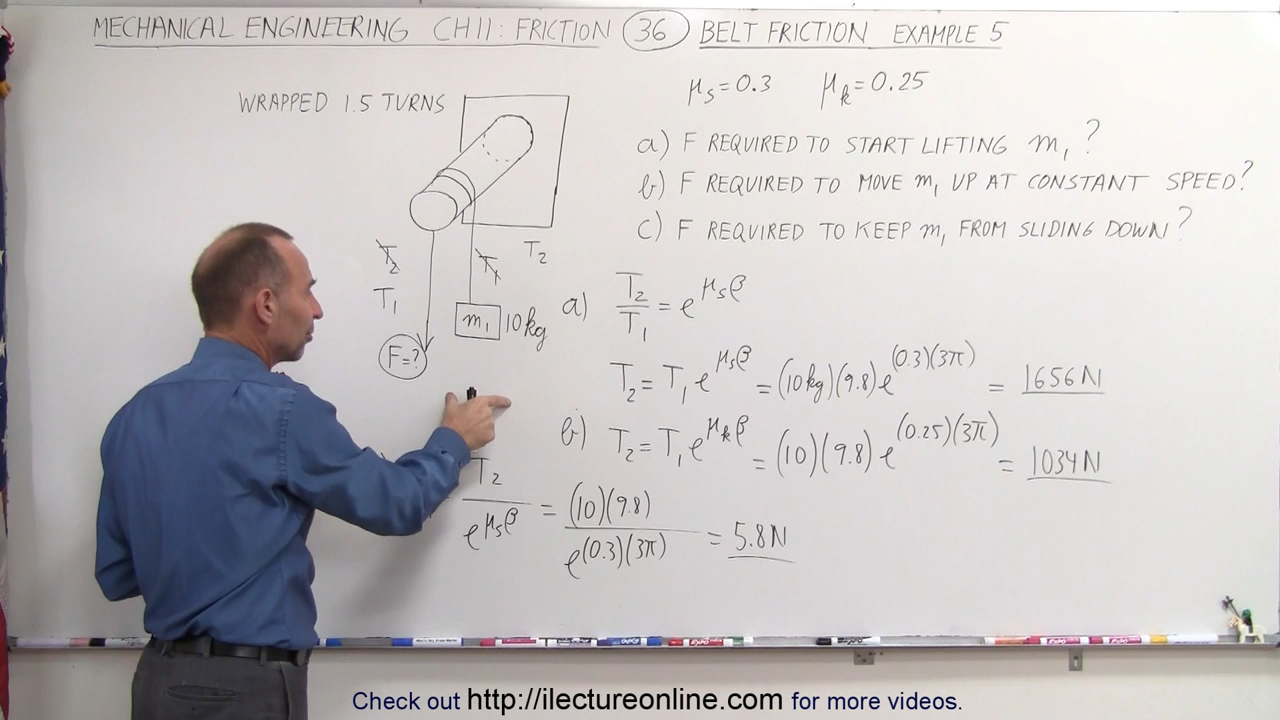 MECHANICAL ENGINEERING CH 11: FRICTION 36 BELT FRICTION EXAMPLE 5
WRAPPED 1.5 TURNS
μs = 0.3 μk = 0.25
a) F REQUIRED TO START LIFTING m₁?
b) F REQUIRED TO MOVE m₁ UP AT CONSTANT SPEED?
c) F REQUIRED TO KEEP m₁ FROM SLIDING DOWN?
T₂ T₁ T₂
T₁
m₁ 10kg
F=?
a) T₂/T₁ = e^μsβ
T₂ = T₁ e^μsβ = (10kg)(9.8) e^(0.3)(3π) = 1656N
b) T₂ = T₁ e^μkβ = (10)(9.8) e^(0.25)(3π) = 1034N
T₂/e^μsβ = (10)(9.8)/e^(0.3)(3π) = 5.8N
Check out http://ilectureonline.com for more videos.